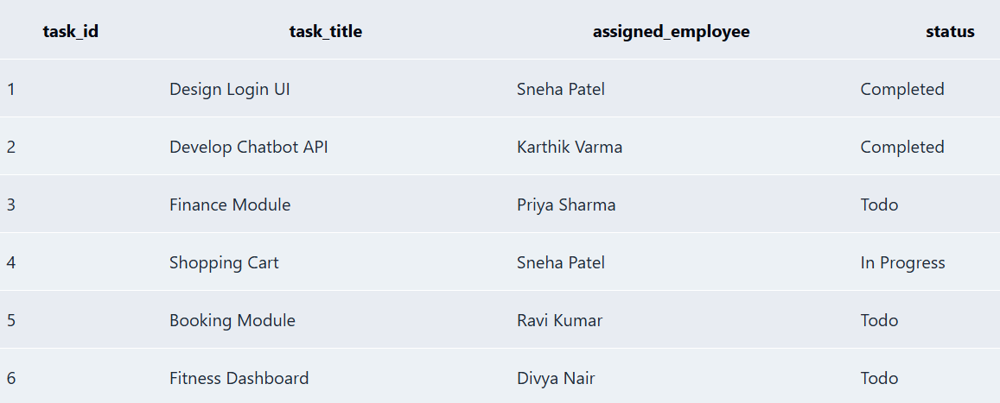 task_id task_title assigned_employee status
1 Design Login UI Sneha Patel Completed
2 Develop Chatbot API Karthik Varma Completed
3 Finance Module Priya Sharma Todo
4 Shopping Cart Sneha Patel In Progress
5 Booking Module Ravi Kumar Todo
6 Fitness Dashboard Divya Nair Todo